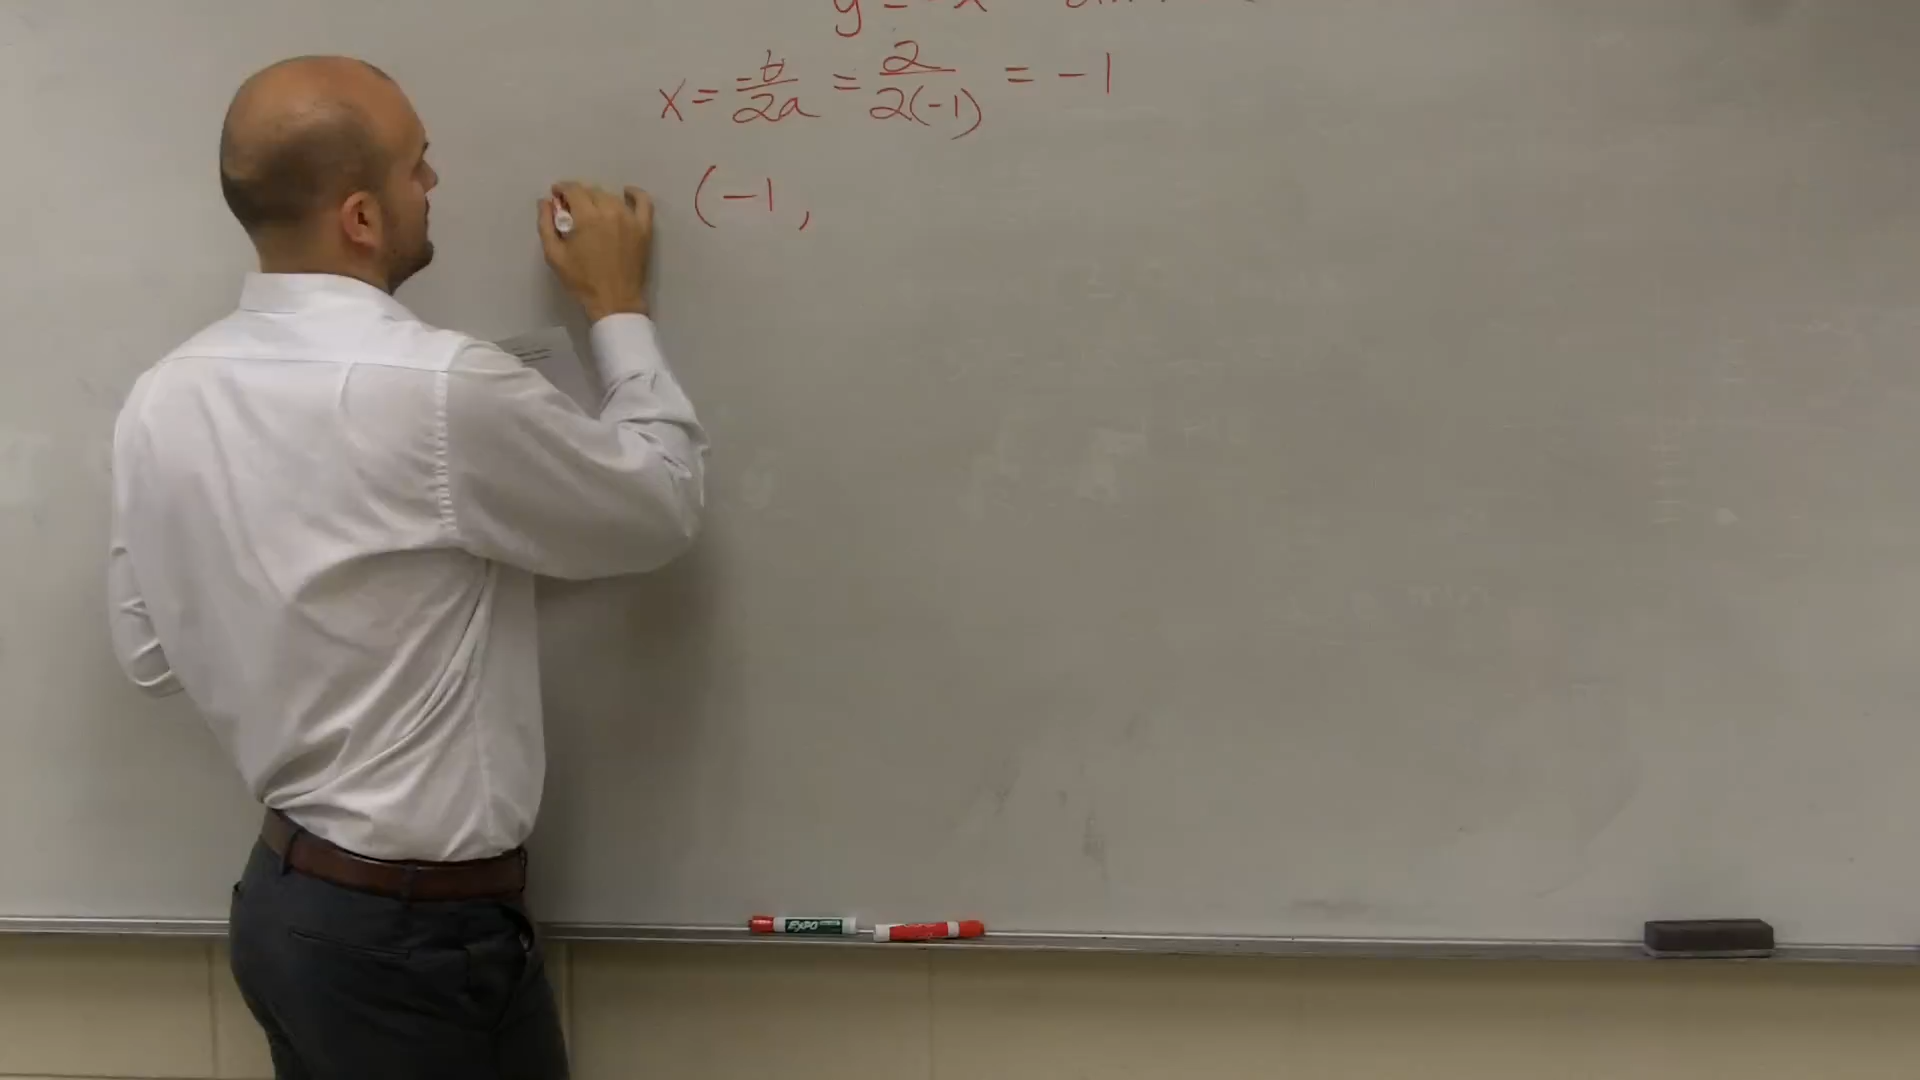 y = -x
x = -b/2a = 2/2(-1) = -1
(-1,
EXPO